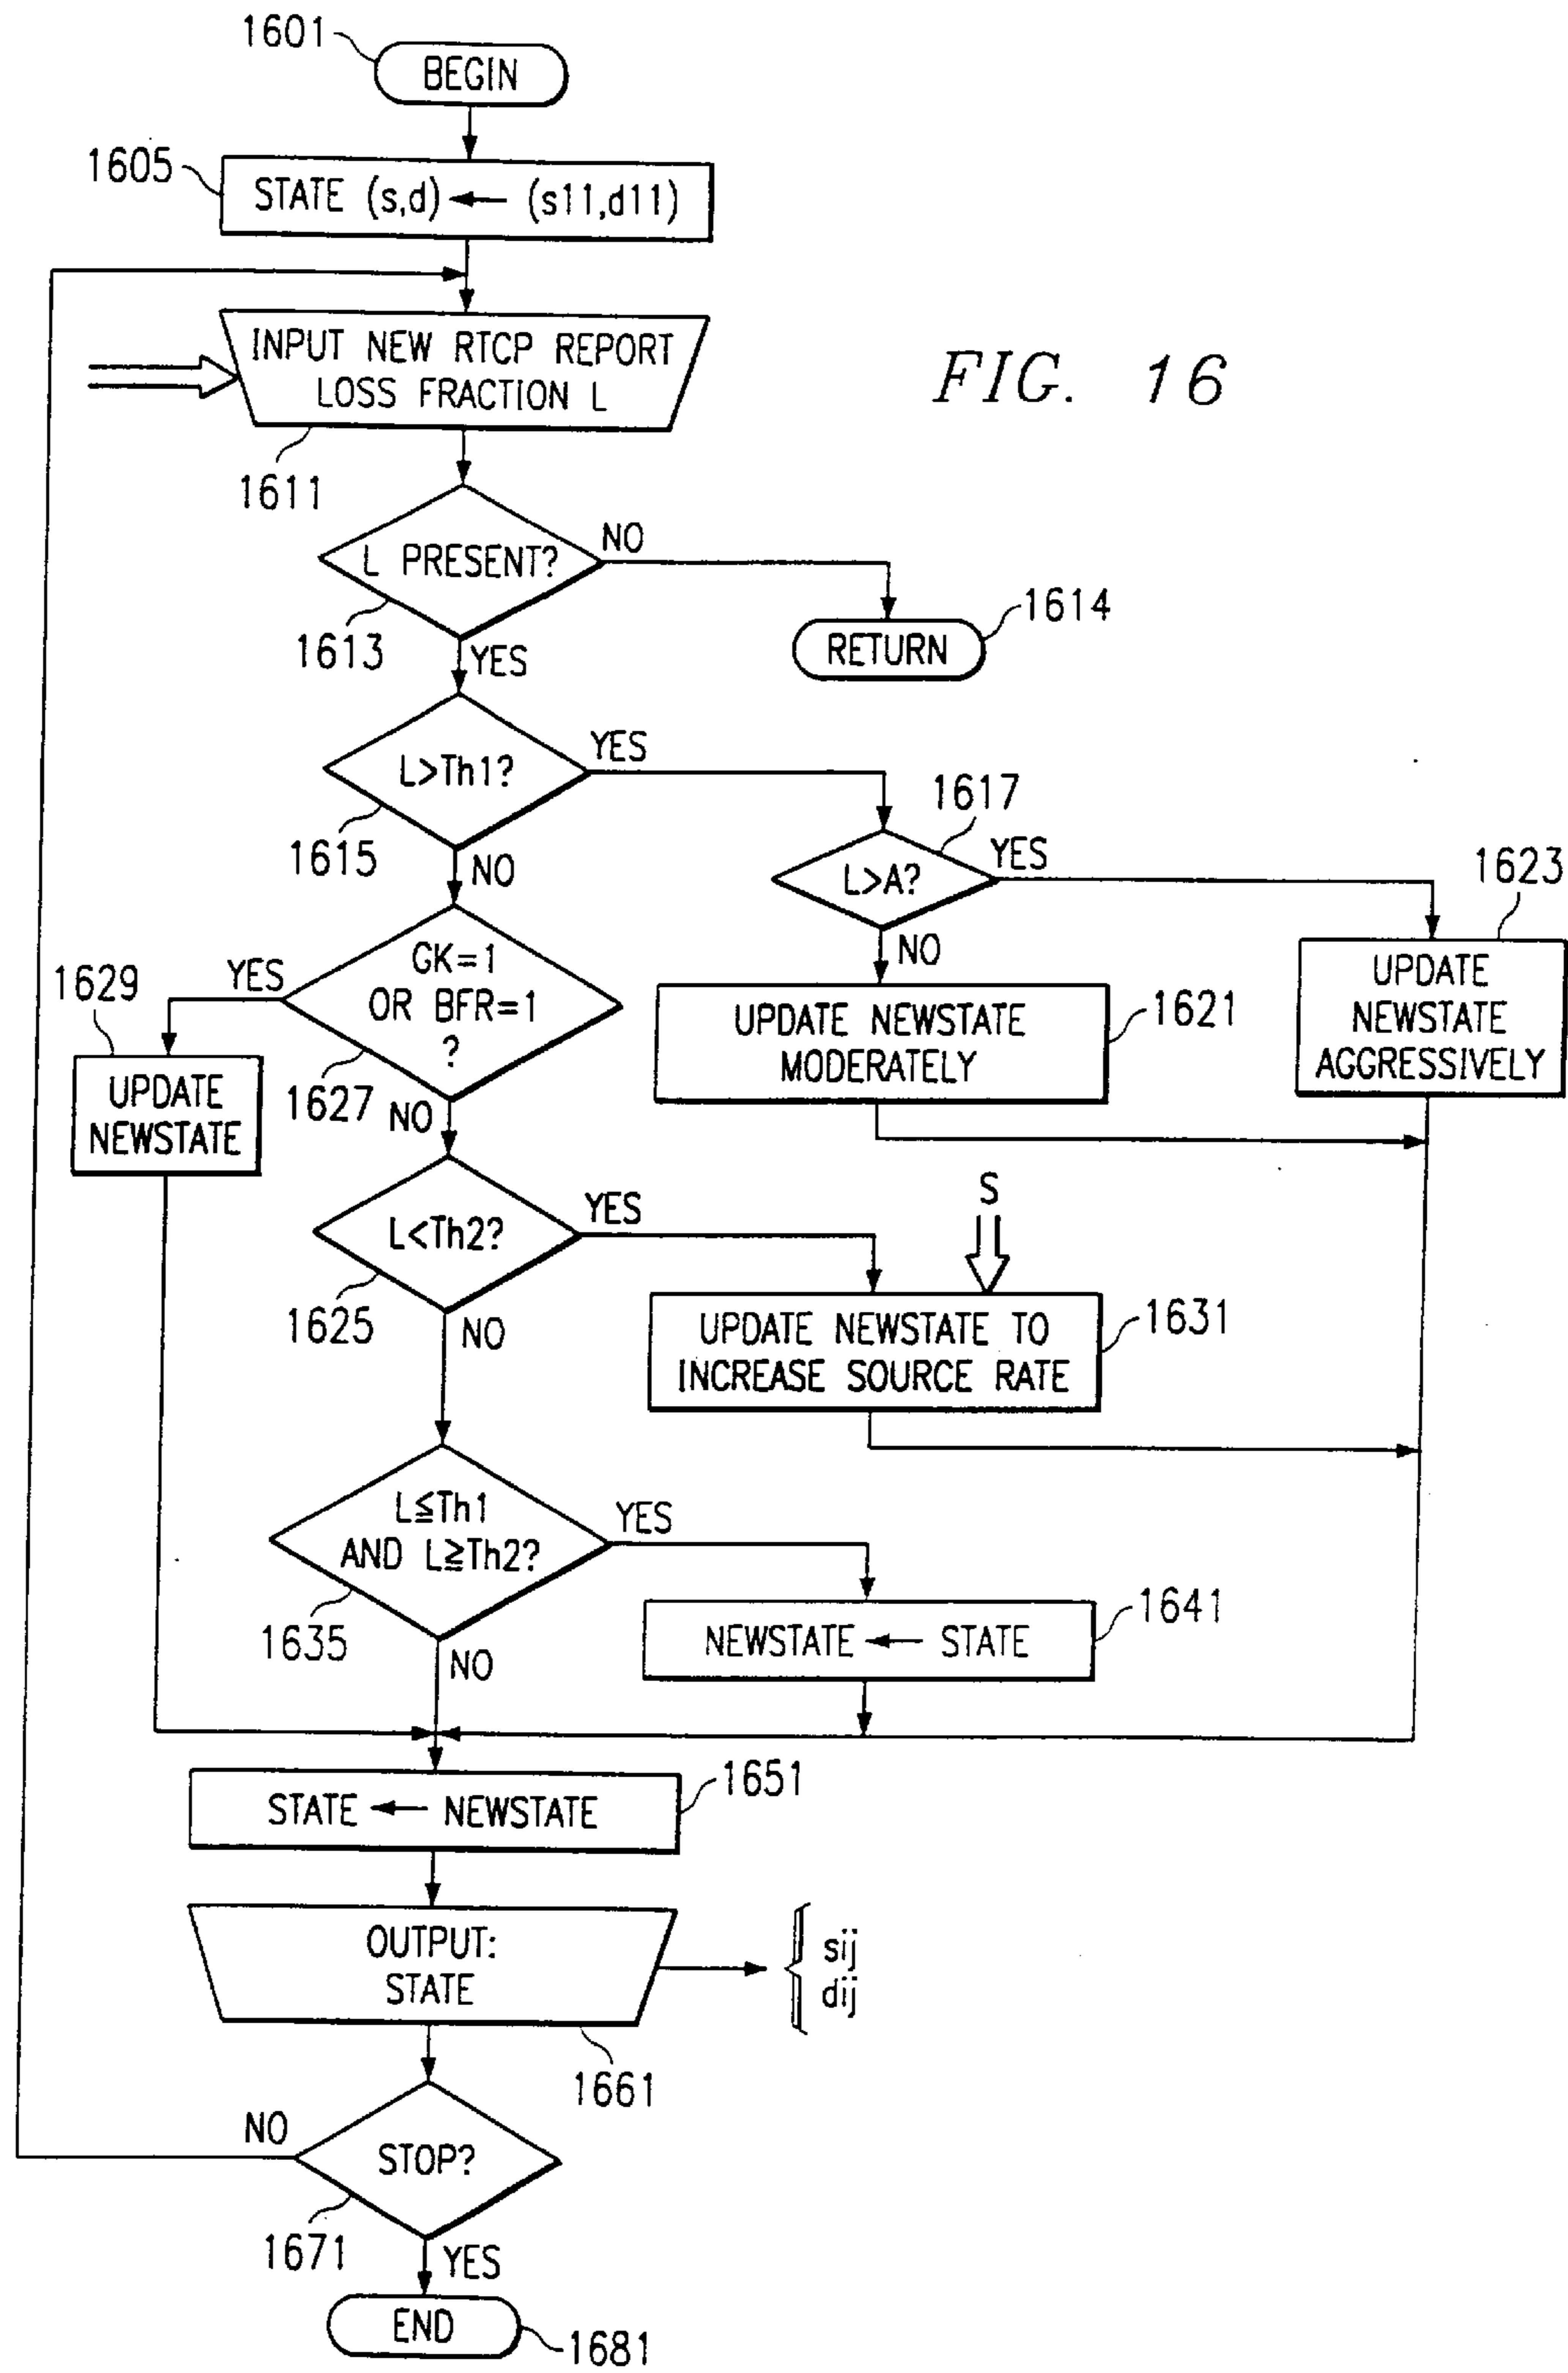 1601
BEGIN
1605
STATE (s,d) ← (s11,d11)
INPUT NEW RTCP REPORT
LOSS FRACTION L
FIG. 16
1611
L PRESENT?
NO
1613
YES
1614
RETURN
L>Th1?
YES
1615
NO
1617
L>A?
YES
NO
1623
UPDATE
NEWSTATE
AGGRESSIVELY
GK=1
OR BFR=1
?
YES
1629
1627
NO
UPDATE NEWSTATE
MODERATELY
1621
UPDATE
NEWSTATE
L<Th2?
YES
S
1625
NO
UPDATE NEWSTATE TO
INCREASE SOURCE RATE
1631
L≦Th1
AND L≧Th2?
YES
1635
NO
NEWSTATE ← STATE
1641
STATE ← NEWSTATE
1651
OUTPUT:
STATE
sij
dij
1661
STOP?
NO
1671
YES
END
1681